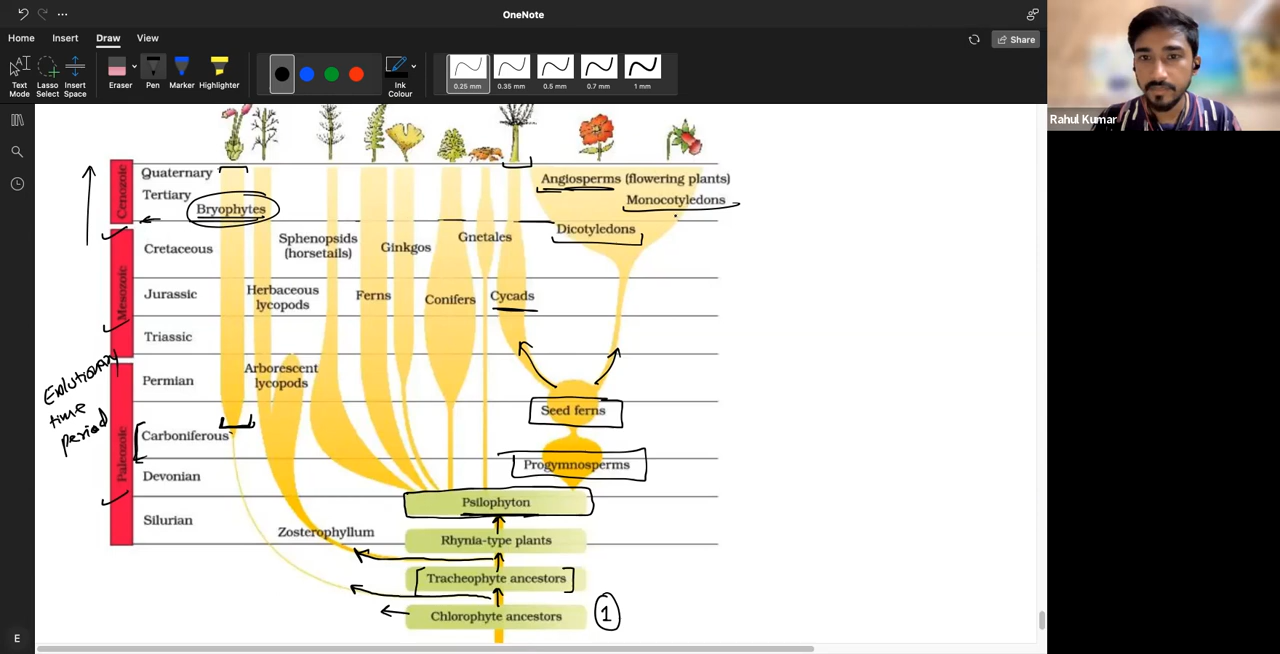 OneNote
Home Insert Draw View
Share
Text Mode
Lasso Select
Insert Space
Eraser
Pen
Marker
Highlighter
Ink Colour
0.25 mm
0.35 mm
0.5 mm
0.7 mm
1 mm
Rahul Kumar
Cenozoic
Quaternary
Tertiary
Bryophytes
Angiosperms (flowering plants)
Monocotyledons
Dicotyledons
Mesozoic
Cretaceous
Sphenopsids
(horsetails)
Ginkgos
Gnetales
Jurassic
Herbaceous
lycopods
Ferns
Conifers
Cycads
Triassic
Evolutionary
time
period
Paleozoic
Permian
Arborescent
lycopods
Seed ferns
Carboniferous
Progymnosperms
Devonian
Psilophyton
Silurian
Zosterophyllum
Rhynia-type plants
Tracheophyte ancestors
Chlorophyte ancestors
1
E